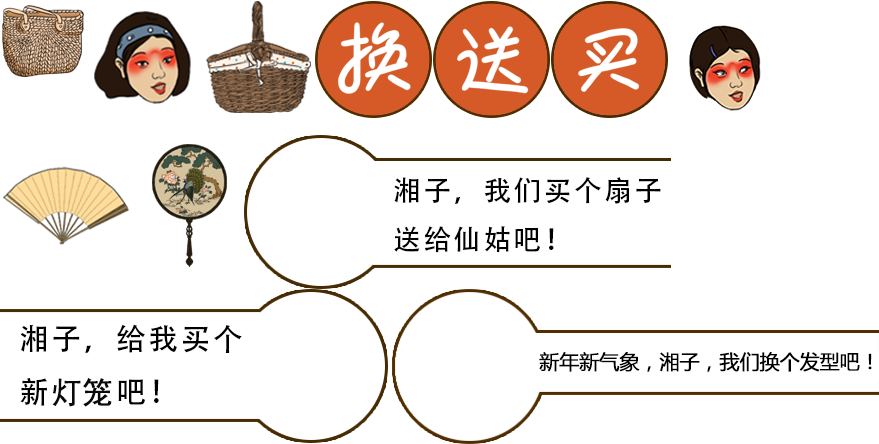 换 送 买
湘子，我们买个扇子
送给仙姑吧！
湘子，给我买个
新灯笼吧！
新年新气象，湘子，我们换个发型吧！